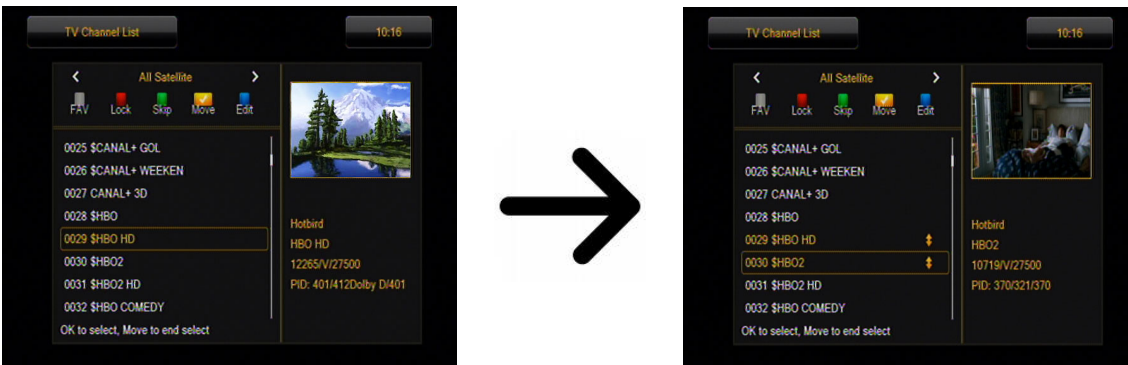 TV Channel List
10:16
All Satellite
FAV Lock Skip Move Edit
0025 $CANAL+ GOL
0026 $CANAL+ WEEKEN
0027 CANAL+ 3D
0028 $HBO
0029 $HBO HD
0030 $HBO2
0031 $HBO2 HD
0032 $HBO COMEDY
OK to select, Move to end select
Hotbird
HBO HD
12265/V/27500
PID: 401/412Dolby D/401
TV Channel List
10:16
All Satellite
FAV Lock Skip Move Edit
0025 $CANAL+ GOL
0026 $CANAL+ WEEKEN
0027 CANAL+ 3D
0028 $HBO
0029 $HBO HD
0030 $HBO2
0031 $HBO2 HD
0032 $HBO COMEDY
OK to select, Move to end select
Hotbird
HBO2
10719/V/27500
PID: 370/321/370